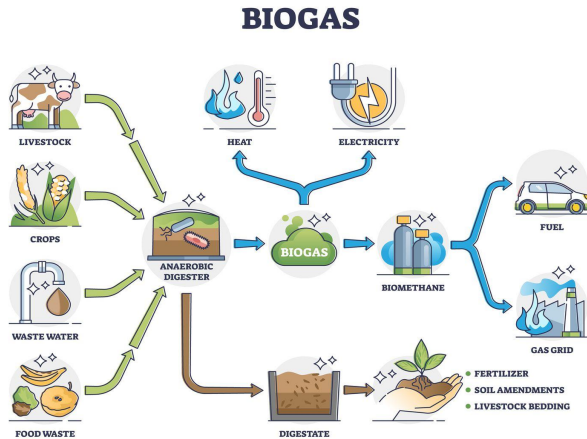 BIOGAS
LIVESTOCK
HEAT
ELECTRICITY
CROPS
ANAEROBIC
DIGESTER
BIOGAS
BIOMETHANE
FUEL
WASTE WATER
GAS GRID
FOOD WASTE
DIGESTATE
• FERTILIZER
• SOIL AMENDMENTS
• LIVESTOCK BEDDING